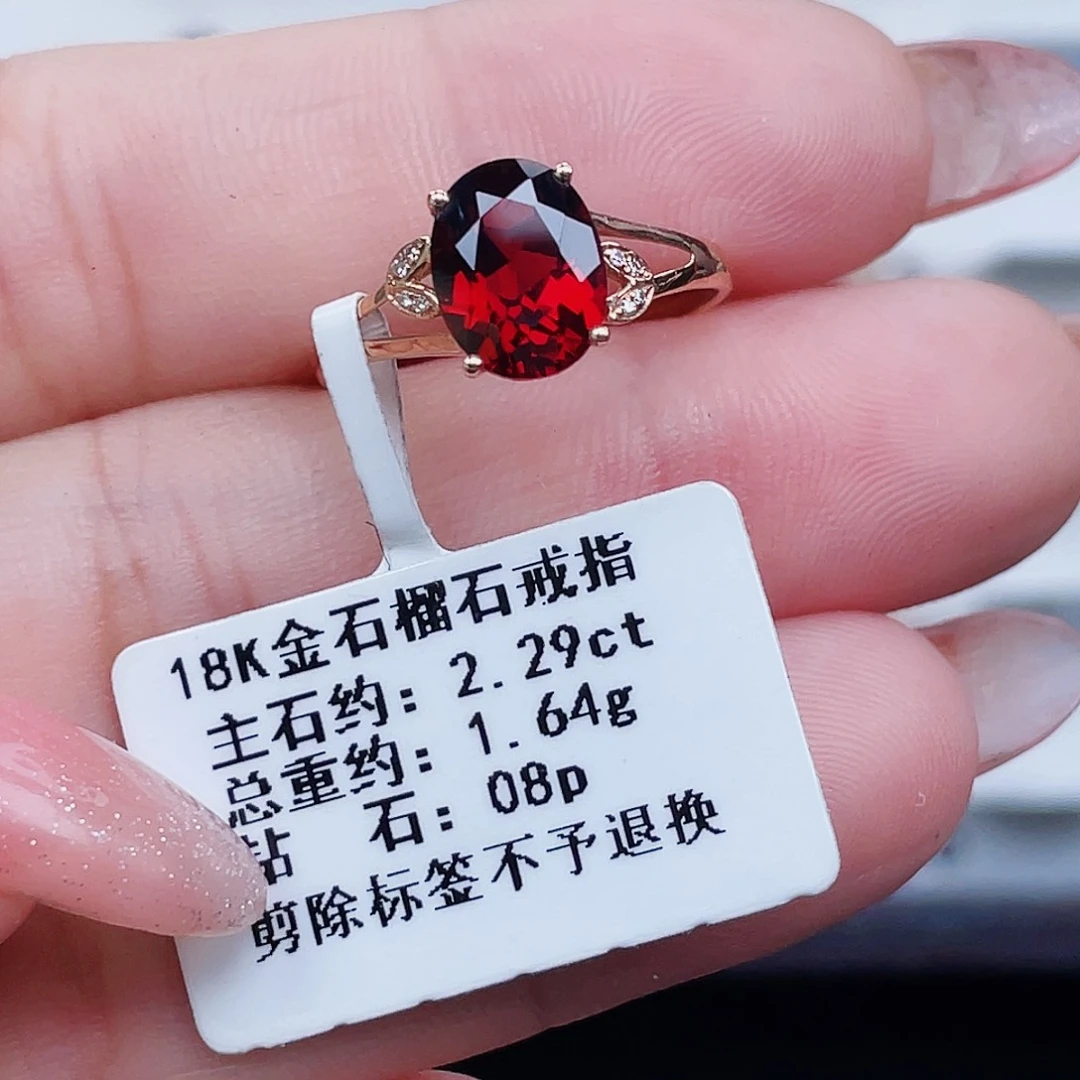 18K金石榴石戒指
主石约：2.29ct
总重约：1.64g
钻 石：08p
剪除标签不予退换